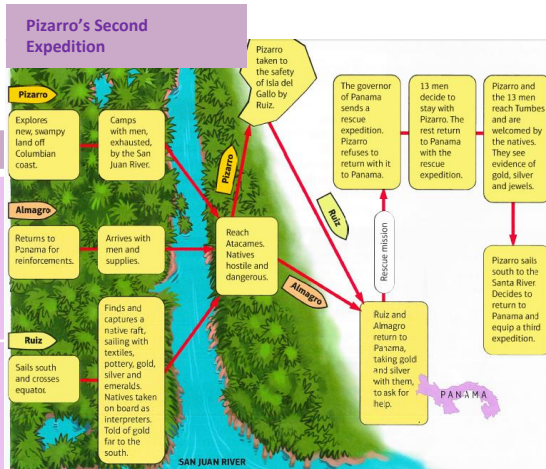 Pizarro's Second
Expedition
Pizarro
Explores
new, swampy
land off
Columbian
coast.
Camps
with men,
exhausted,
by the San
Juan River.
Almagro
Returns to
Panama for
reinforcements.
Arrives with
men and
supplies.
Ruiz
Sails south
and crosses
equator.
Finds and
captures a
native raft,
sailing with
textiles,
pottery, gold,
silver and
emeralds.
Natives taken
on board as
interpreters.
Told of gold
far to the
south.
Reach
Atacames.
Natives
hostile and
dangerous.
Pizarro
Pizarro
taken to
the safety
of Isla del
Gallo by
Ruiz.
Ruiz
Almagro
Ruiz and
Almagro
return to
Panama,
taking gold
and silver
with them,
to ask for
help.
Rescue mission
The governor
of Panama
sends a
rescue
expedition.
Pizarro
refuses to
return with it
to Panama.
13 men
decide to
stay with
Pizarro. The
rest return
to Panama
with the
rescue
expedition.
Pizarro and
the 13 men
reach Tumbes
and are
welcomed by
the natives.
They see
evidence of
gold, silver
and jewels.
Pizarro sails
south to the
Santa River.
Decides to
return to
Panama and
equip a third
expedition.
PANAMA
SAN JUAN RIVER